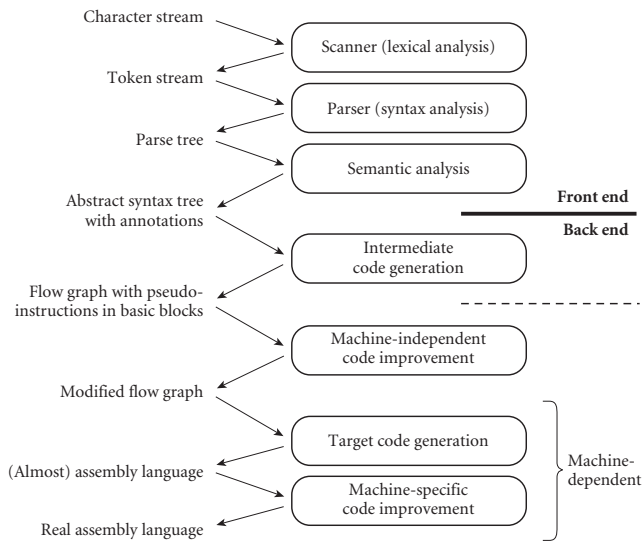 Character stream
Scanner (lexical analysis)
Token stream
Parser (syntax analysis)
Parse tree
Semantic analysis
Abstract syntax tree
with annotations
Front end
Back end
Intermediate
code generation
Flow graph with pseudo-
instructions in basic blocks
Machine-independent
code improvement
Modified flow graph
Target code generation
(Almost) assembly language
Machine-
dependent
Machine-specific
code improvement
Real assembly language